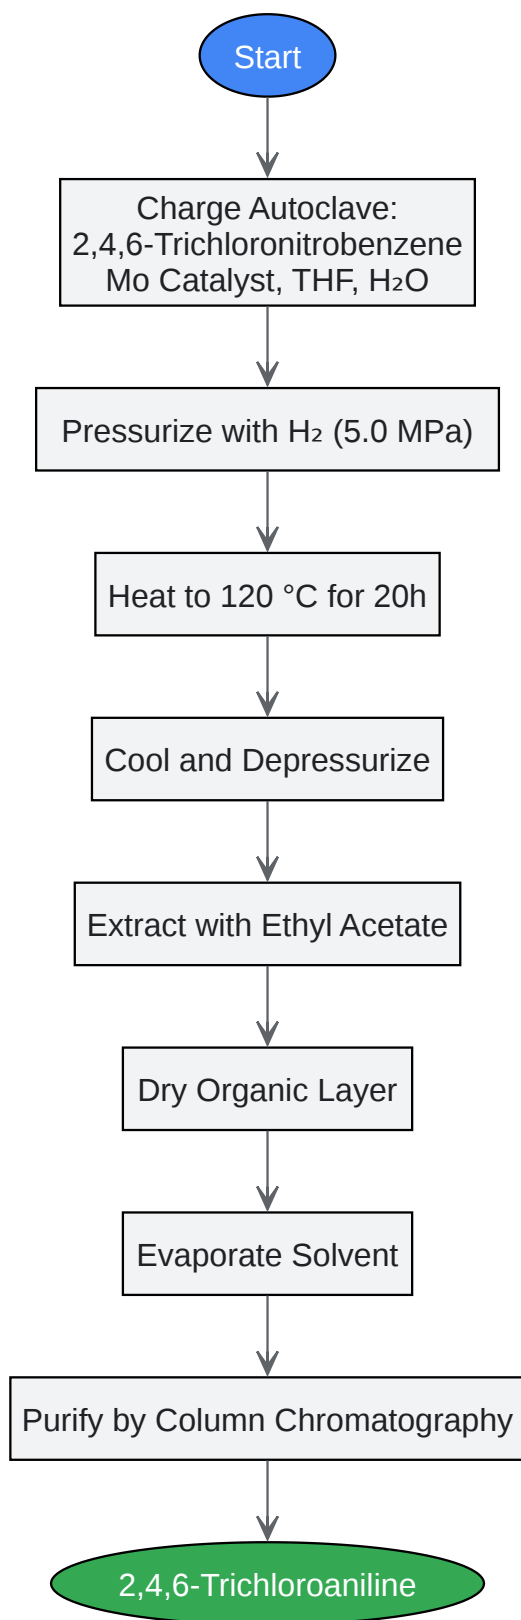 Start
Charge Autoclave:
2,4,6-Trichloronitrobenzene
Mo Catalyst, THF, H₂O
Pressurize with H₂ (5.0 MPa)
Heat to 120 °C for 20h
Cool and Depressurize
Extract with Ethyl Acetate
Dry Organic Layer
Evaporate Solvent
Purify by Column Chromatography
2,4,6-Trichloroaniline